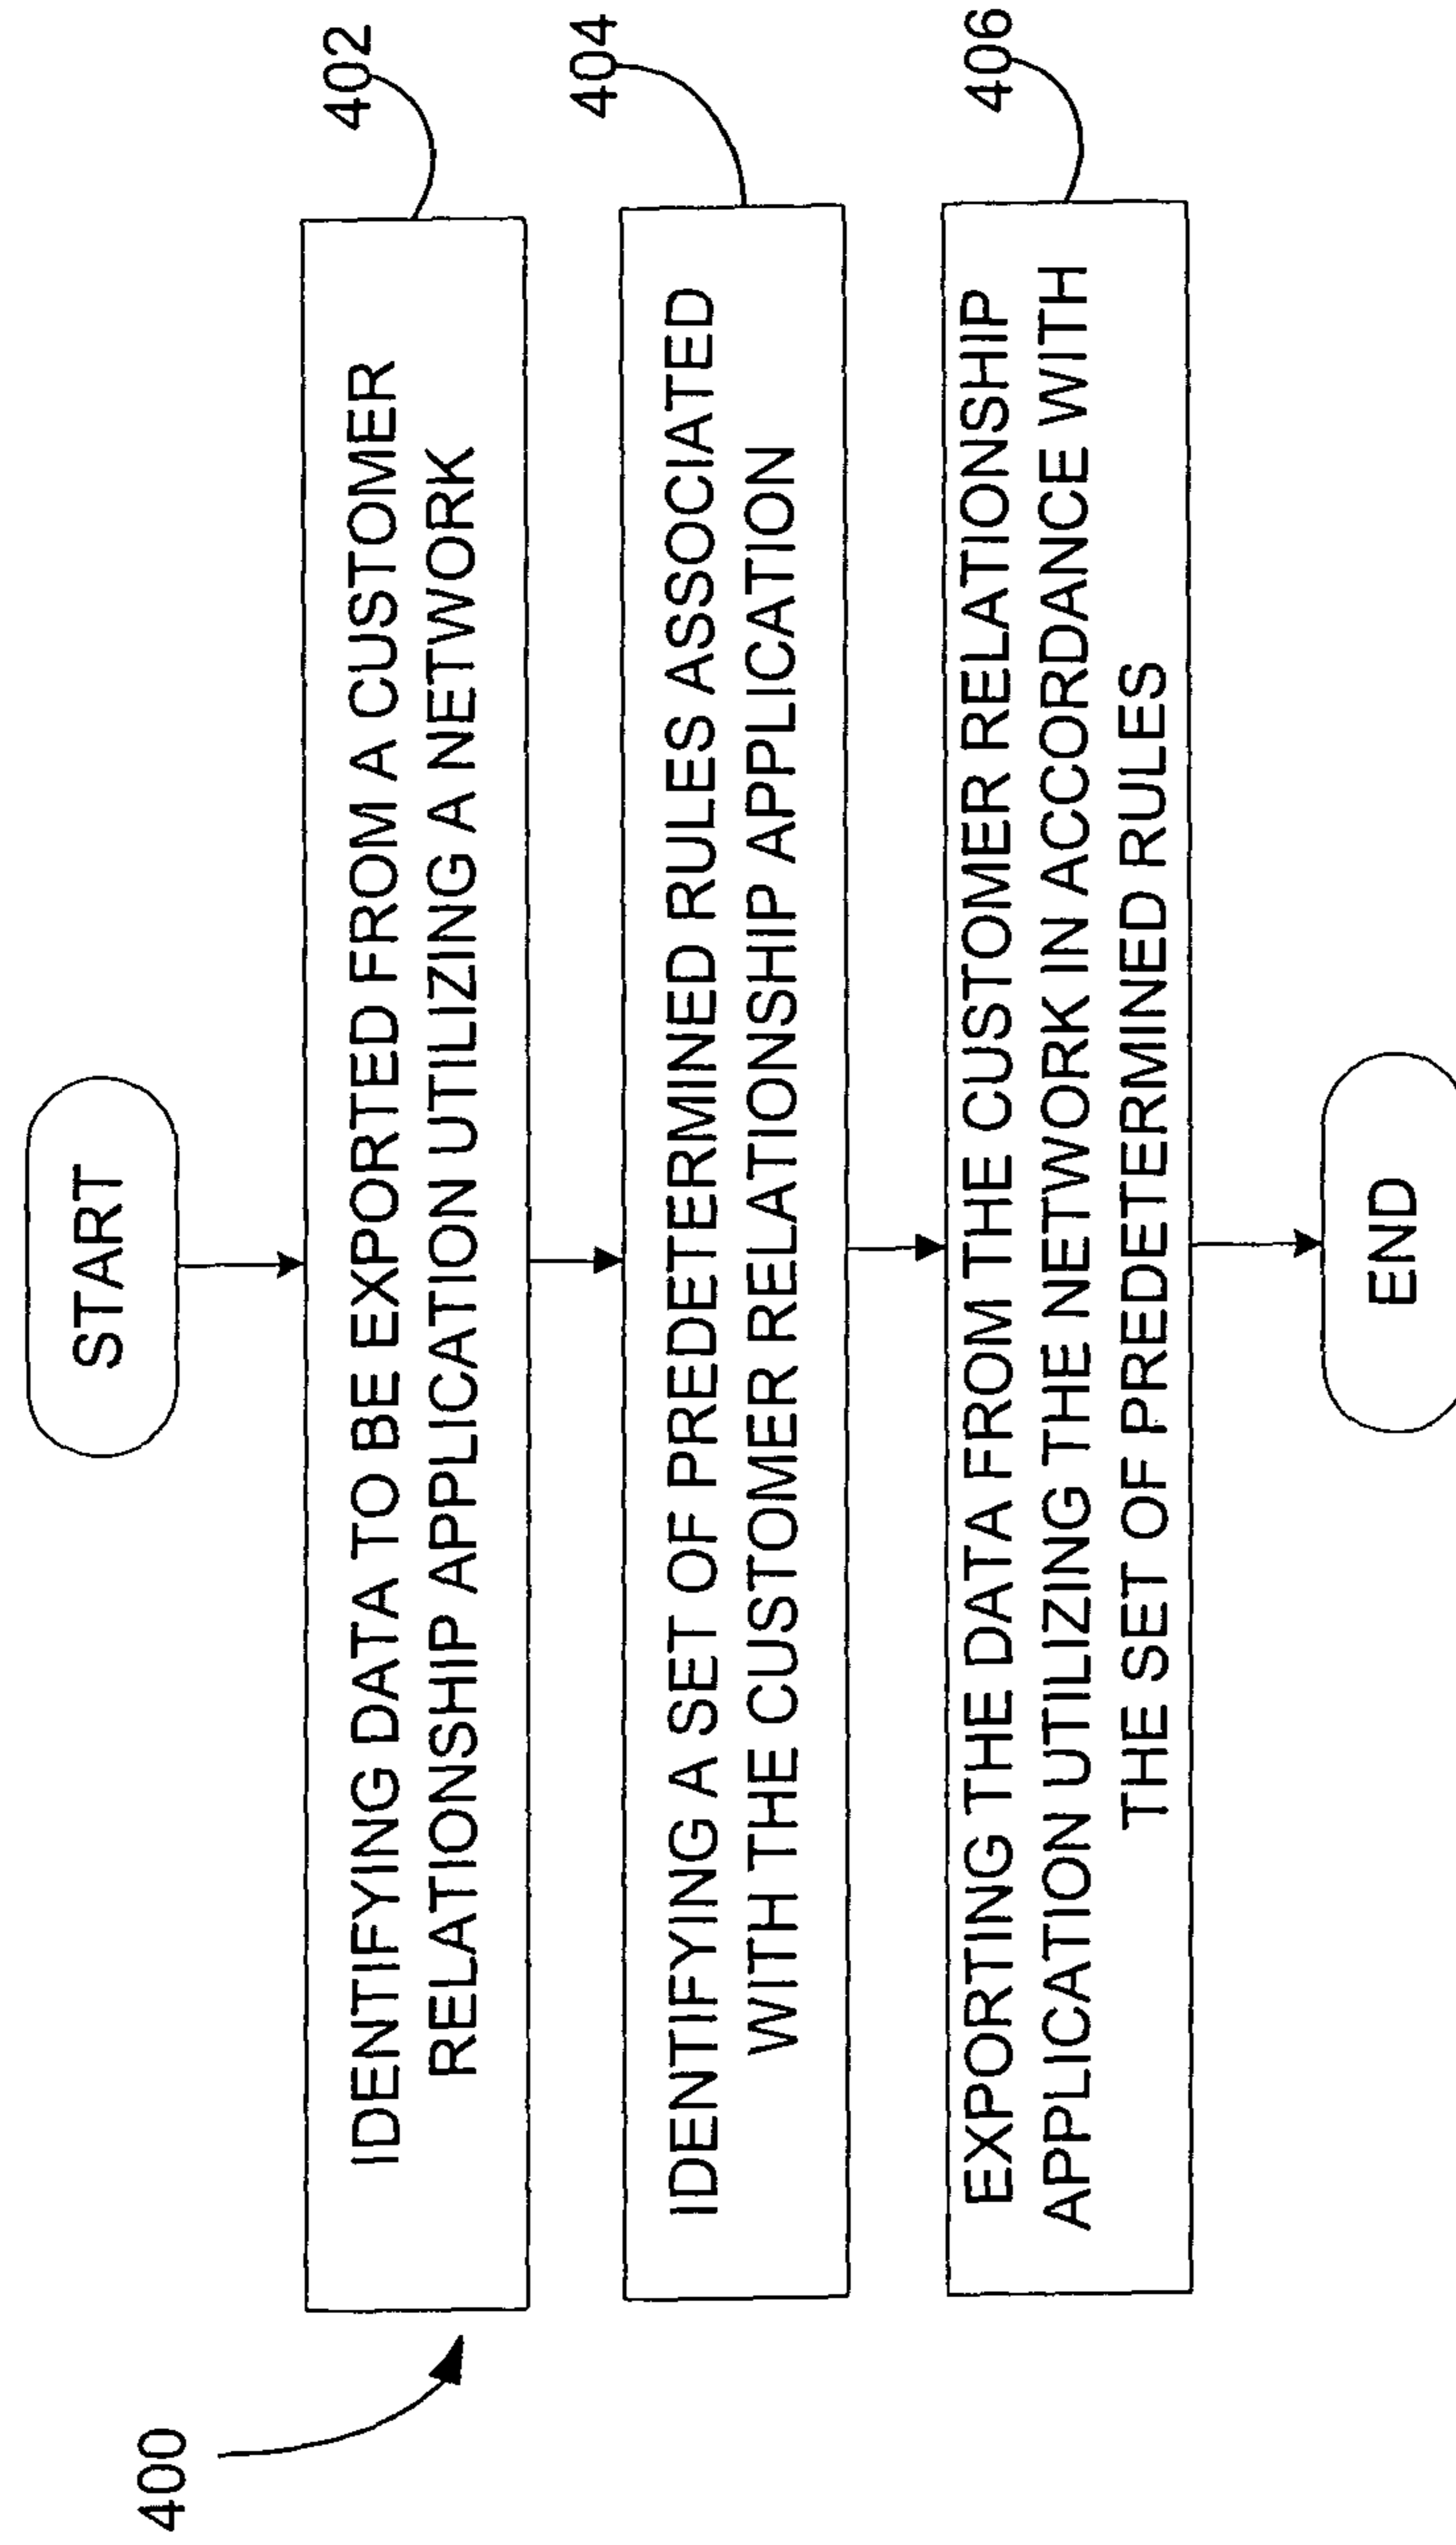 400
START
IDENTIFYING DATA TO BE EXPORTED FROM A CUSTOMER
RELATIONSHIP APPLICATION UTILIZING A NETWORK
402
IDENTIFYING A SET OF PREDETERMINED RULES ASSOCIATED
WITH THE CUSTOMER RELATIONSHIP APPLICATION
404
EXPORTING THE DATA FROM THE CUSTOMER RELATIONSHIP
APPLICATION UTILIZING THE NETWORK IN ACCORDANCE WITH
THE SET OF PREDETERMINED RULES
406
END